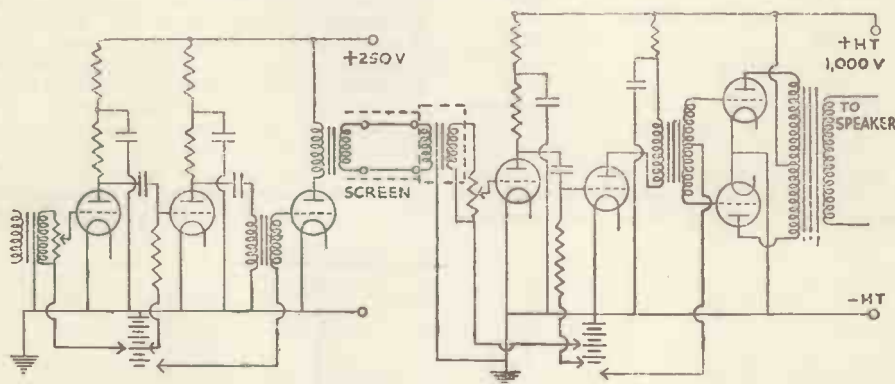 +250V
SCREEN
+HT
1,000 V
TO
SPEAKER
-HT